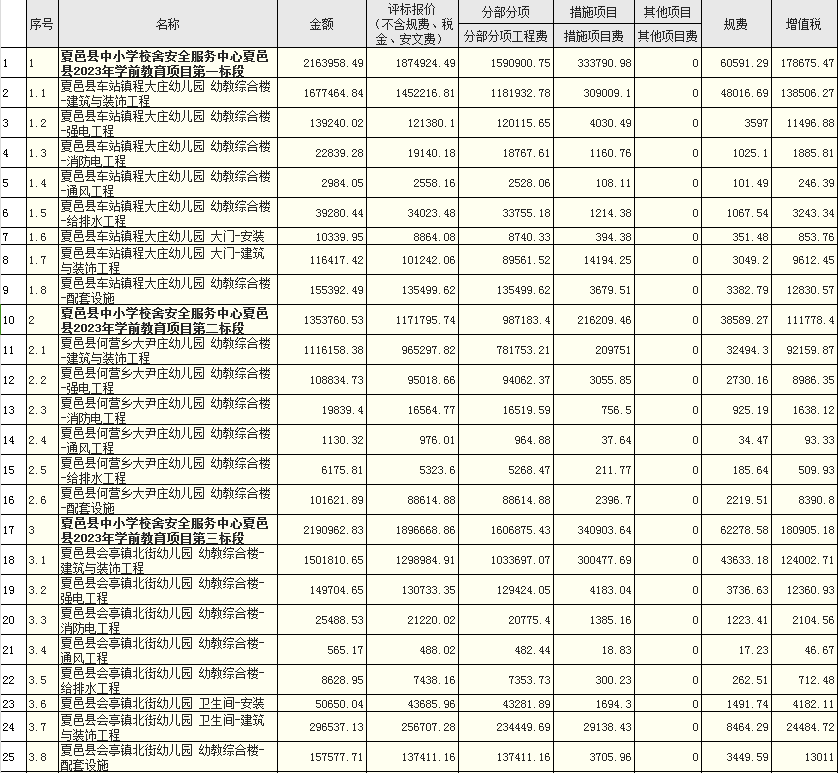 序号 名称 金额 评标报价 分部分项 措施项目 其他项目 规费 增值税
（不含规费、税
金、安文费） 分部分项工程费 措施项目费 其他项目费
1 1 夏邑县中小学校舍安全服务中心夏邑 2163958.49 1874924.49 1590900.75 333790.98 0 60591.29 178675.47
县2023年学前教育项目第一标段
2 1.1 夏邑县车站镇程大庄幼儿园 幼教综合楼 1677464.84 1452216.81 1181932.78 309009.1 0 48016.69 138506.27
-建筑与装饰工程
3 1.2 夏邑县车站镇程大庄幼儿园 幼教综合楼 139240.02 121380.1 120115.65 4030.49 0 3597 11496.88
-强电工程
4 1.3 夏邑县车站镇程大庄幼儿园 幼教综合楼 22839.28 19140.18 18767.61 1160.76 0 1025.1 1885.81
-消防电工程
5 1.4 夏邑县车站镇程大庄幼儿园 幼教综合楼 2984.05 2558.16 2528.06 108.11 0 101.49 246.39
-通风工程
6 1.5 夏邑县车站镇程大庄幼儿园 幼教综合楼 39280.44 34023.48 33755.18 1214.38 0 1067.54 3243.34
-给排水工程
7 1.6 夏邑县车站镇程大庄幼儿园 大门-安装 10339.95 8864.08 8740.33 394.38 0 351.48 853.76
8 1.7 夏邑县车站镇程大庄幼儿园 大门-建筑 116417.42 101242.06 89561.52 14194.25 0 3049.2 9612.45
与装饰工程
9 1.8 夏邑县车站镇程大庄幼儿园 幼教综合楼 155392.49 135499.62 135499.62 3679.51 0 3382.79 12830.57
-配套设施
10 2 夏邑县中小学校舍安全服务中心夏邑 1353760.53 1171795.74 987183.4 216209.46 0 38589.27 111778.4
县2023年学前教育项目第二标段
11 2.1 夏邑县何营乡大尹庄幼儿园 幼教综合楼 1116158.38 965297.82 781753.21 209751 0 32494.3 92159.87
-建筑与装饰工程
12 2.2 夏邑县何营乡大尹庄幼儿园 幼教综合楼 108834.73 95018.66 94062.37 3055.85 0 2730.16 8986.35
-强电工程
13 2.3 夏邑县何营乡大尹庄幼儿园 幼教综合楼 19839.4 16564.77 16519.59 756.5 0 925.19 1638.12
-消防电工程
14 2.4 夏邑县何营乡大尹庄幼儿园 幼教综合楼 1130.32 976.01 964.88 37.64 0 34.47 93.33
-通风工程
15 2.5 夏邑县何营乡大尹庄幼儿园 幼教综合楼 6175.81 5323.6 5268.47 211.77 0 185.64 509.93
-给排水工程
16 2.6 夏邑县何营乡大尹庄幼儿园 幼教综合楼 101621.89 88614.88 88614.88 2396.7 0 2219.51 8390.8
-配套设施
17 3 夏邑县中小学校舍安全服务中心夏邑 2190962.83 1896668.86 1606875.43 340903.64 0 62278.58 180905.18
县2023年学前教育项目第三标段
18 3.1 夏邑县会亭镇北街幼儿园 幼教综合楼- 1501810.65 1298984.91 1033697.07 300477.69 0 43633.18 124002.71
建筑与装饰工程
19 3.2 夏邑县会亭镇北街幼儿园 幼教综合楼- 149704.65 130733.35 129424.05 4183.04 0 3736.63 12360.93
强电工程
20 3.3 夏邑县会亭镇北街幼儿园 幼教综合楼- 25488.53 21220.02 20775.4 1385.16 0 1223.41 2104.56
消防电工程
21 3.4 夏邑县会亭镇北街幼儿园 幼教综合楼- 565.17 488.02 482.44 18.83 0 17.23 46.67
通风工程
22 3.5 夏邑县会亭镇北街幼儿园 幼教综合楼- 8628.95 7438.16 7353.73 300.23 0 262.51 712.48
给排水工程
23 3.6 夏邑县会亭镇北街幼儿园 卫生间-安装 50650.04 43685.96 43281.89 1694.3 0 1491.74 4182.11
24 3.7 夏邑县会亭镇北街幼儿园 卫生间-建筑 296537.13 256707.28 234449.69 29138.43 0 8464.29 24484.72
与装饰工程
25 3.8 夏邑县会亭镇北街幼儿园 幼教综合楼- 157577.71 137411.16 137411.16 3705.96 0 3449.59 13011
配套设施